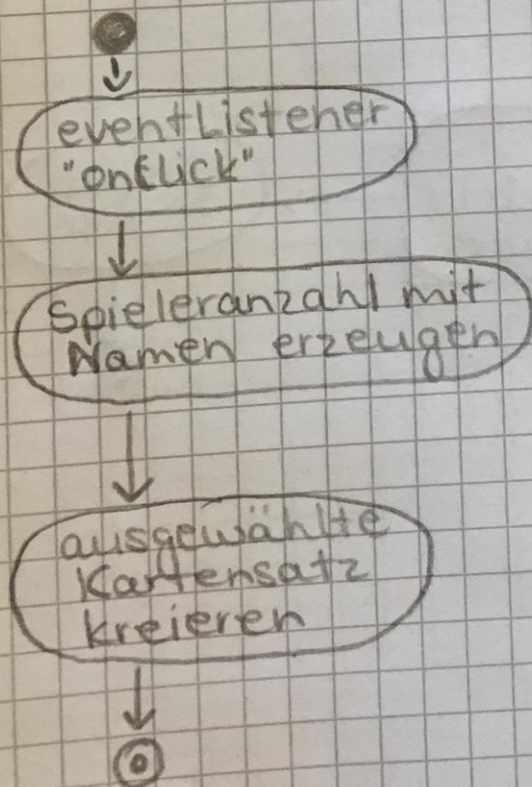 eventListener
"onClick"
Spieleranzahl mit
Namen erzeugen
ausgewählte
Kartensatz
kreieren